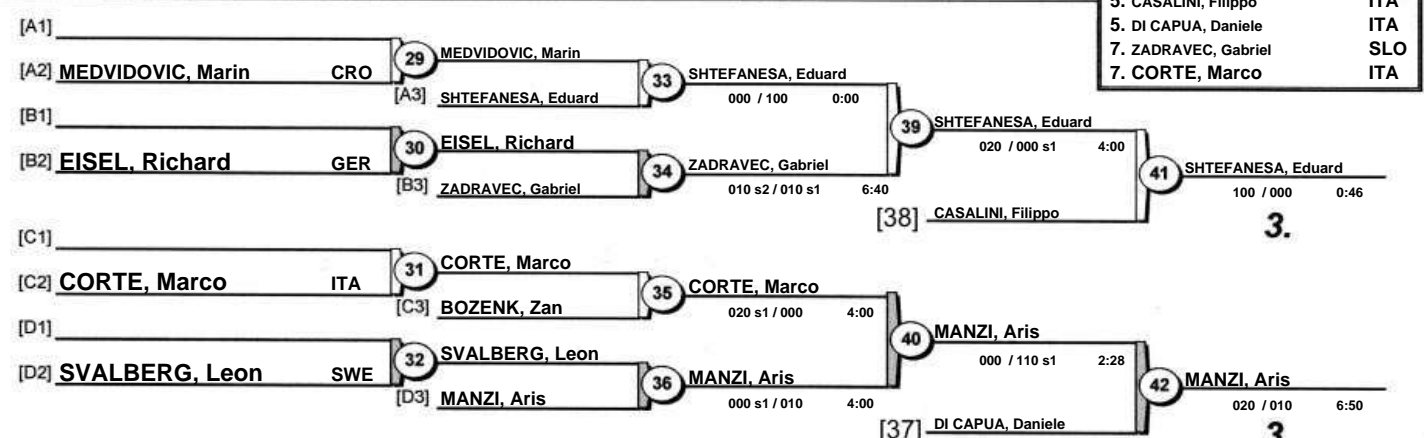 5. CASALINI, Filippo ITA
5. DI CAPUA, Daniele ITA
7. ZADRAVEC, Gabriel SLO
7. CORTE, Marco ITA
[A1]
[A2] MEDVIDOVIC, Marin CRO
29 MEDVIDOVIC, Marin
[A3] SHTEFANESA, Eduard
33 SHTEFANESA, Eduard
000 / 100 0:00
[B1]
[B2] EISEL, Richard GER
30 EISEL, Richard
[B3] ZADRAVEC, Gabriel
34 ZADRAVEC, Gabriel
010 s2 / 010 s1 6:40
39 SHTEFANESA, Eduard
020 / 000 s1 4:00
[38] CASALINI, Filippo
41 SHTEFANESA, Eduard
100 / 000 0:46
3.
[C1]
[C2] CORTE, Marco ITA
31 CORTE, Marco
[C3] BOZENK, Zan
35 CORTE, Marco
020 s1 / 000 4:00
[D1]
[D2] SVALBERG, Leon SWE
32 SVALBERG, Leon
[D3] MANZI, Aris
36 MANZI, Aris
000 s1 / 010 4:00
40 MANZI, Aris
000 / 110 s1 2:28
[37] DI CAPUA, Daniele
42 MANZI, Aris
020 / 010 6:50
3